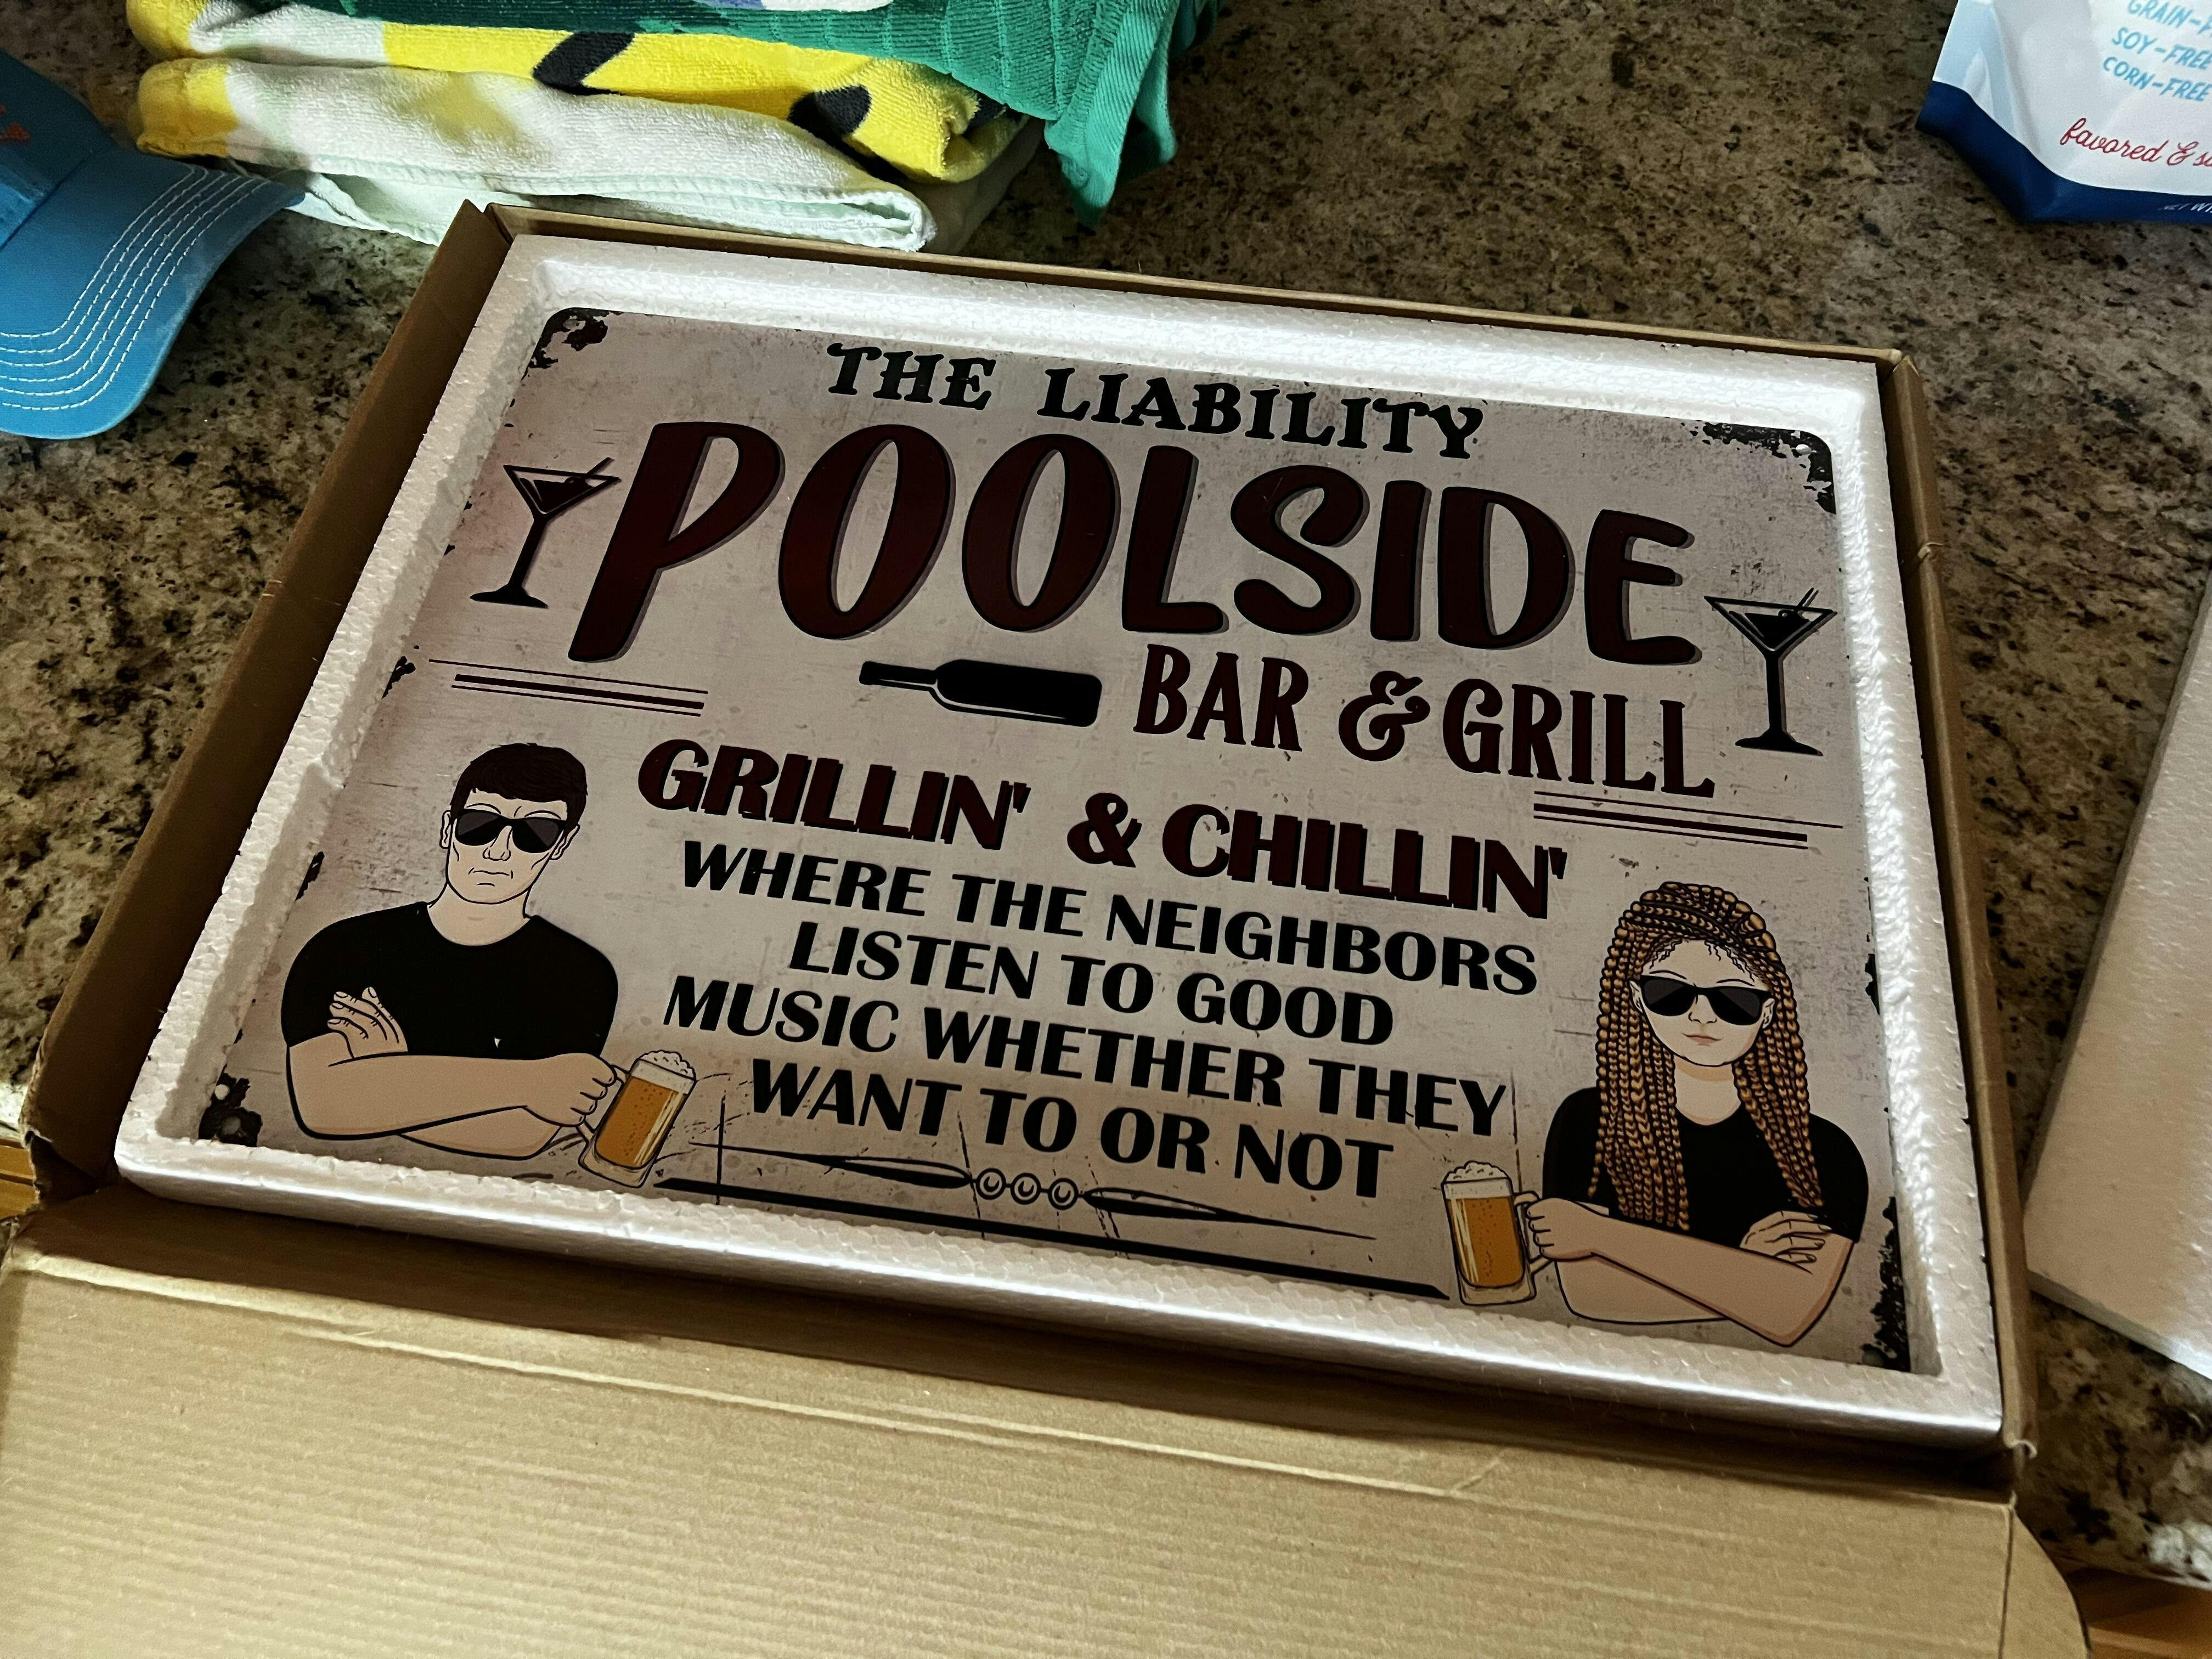 GRAIN-
SOY-FREE
CORN-FREE
favored &
THE LIABILITY
POOLSIDE
BAR & GRILL
GRILLIN' & CHILLIN'
WHERE THE NEIGHBORS
LISTEN TO GOOD
MUSIC WHETHER THEY
WANT TO OR NOT